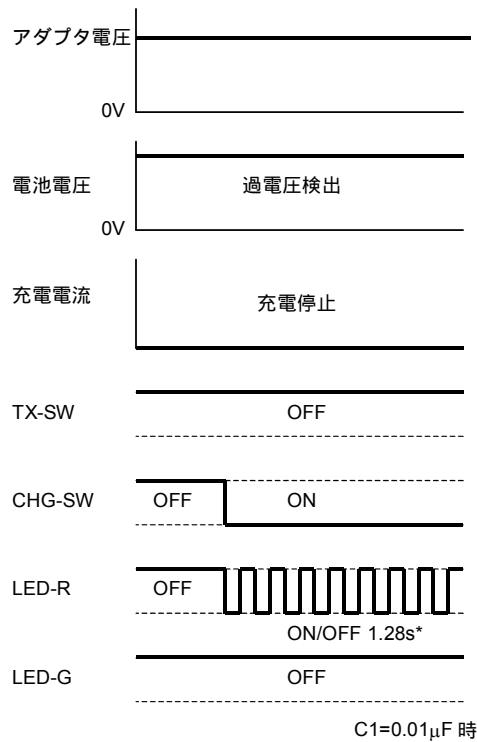 アダプタ電圧
0V
電池電圧
過電圧検出
0V
充電電流
充電停止
TX-SW
OFF
CHG-SW
OFF
ON
LED-R
OFF
ON/OFF 1.28s*
LED-G
OFF
C1=0.01μF 時